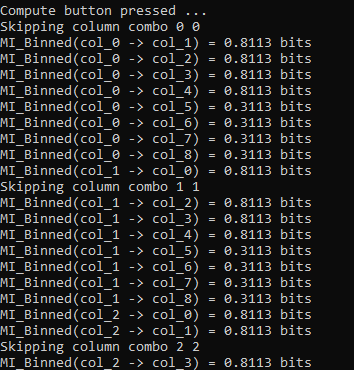 Compute button pressed ...
Skipping column combo 0 0
MI_Binned(col_0 -> col_1) = 0.8113 bits
MI_Binned(col_0 -> col_2) = 0.8113 bits
MI_Binned(col_0 -> col_3) = 0.8113 bits
MI_Binned(col_0 -> col_4) = 0.8113 bits
MI_Binned(col_0 -> col_5) = 0.3113 bits
MI_Binned(col_0 -> col_6) = 0.3113 bits
MI_Binned(col_0 -> col_7) = 0.3113 bits
MI_Binned(col_0 -> col_8) = 0.3113 bits
MI_Binned(col_1 -> col_0) = 0.8113 bits
Skipping column combo 1 1
MI_Binned(col_1 -> col_2) = 0.8113 bits
MI_Binned(col_1 -> col_3) = 0.8113 bits
MI_Binned(col_1 -> col_4) = 0.8113 bits
MI_Binned(col_1 -> col_5) = 0.3113 bits
MI_Binned(col_1 -> col_6) = 0.3113 bits
MI_Binned(col_1 -> col_7) = 0.3113 bits
MI_Binned(col_1 -> col_8) = 0.3113 bits
MI_Binned(col_2 -> col_0) = 0.8113 bits
MI_Binned(col_2 -> col_1) = 0.8113 bits
Skipping column combo 2 2
MI_Binned(col_2 -> col_3) = 0.8113 bits